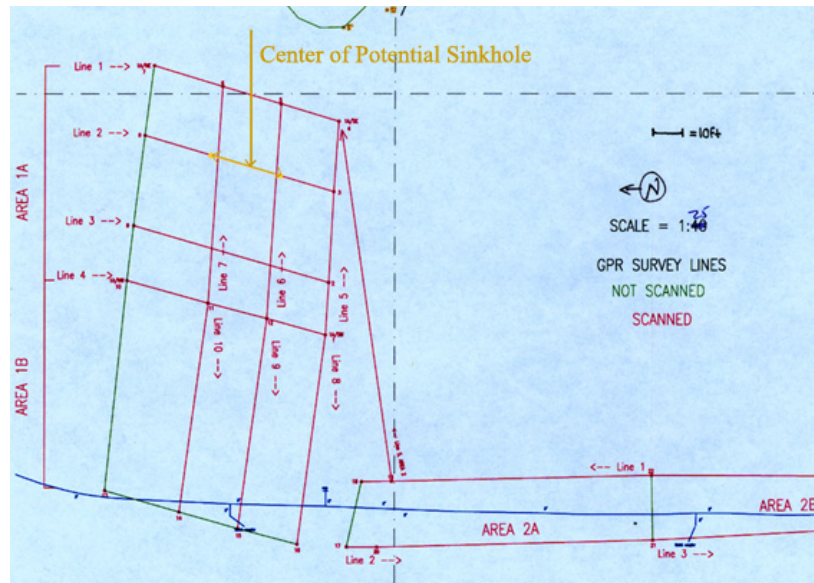 Center of Potential Sinkhole
Line 1 -->
Line 2 -->
Line 3 -->
Line 4 -->
AREA 1A
AREA 1B
Line 7 -->
Line 6 -->
Line 5 -->
Line 10 -->
Line 9 -->
Line 8 -->
= 10ft
N
SCALE = 1:25
GPR SURVEY LINES
NOT SCANNED
SCANNED
<-- Line 1
AREA 2A
AREA 2B
Line 2 -->
Line 3 -->